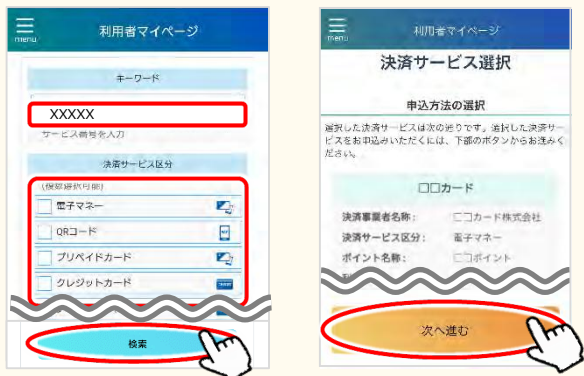 menu
利用者マイページ
キーワード
XXXXX
サービス番号を入力
決済サービス区分
(複数選択可能)
電子マネー
QRコード
プリペイドカード
クレジットカード
検索
menu
利用者マイページ
決済サービス選択
申込方法の選択
選択した決済サービスは次の通りです。選択した決済サー
ビスをお申込みいただくには、下部のボタンからお進みく
ださい。
□□カード
決済事業者名称： □□カード株式会社
決済サービス区分： 電子マネー
ポイント名称： □□ポイント
次へ進む